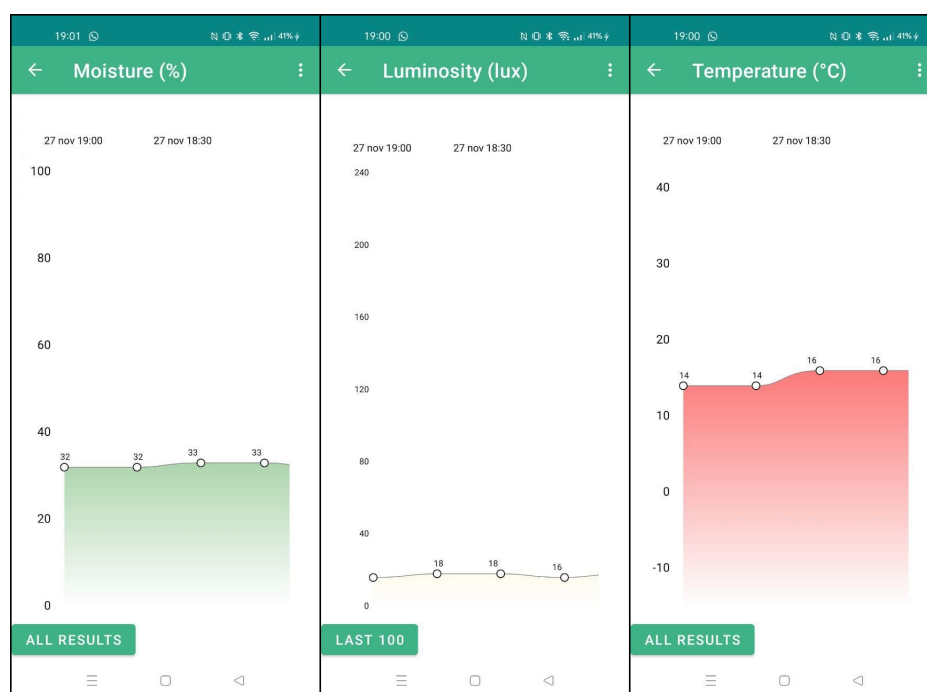 19:01 41%
Moisture (%)
27 nov 19:00 27 nov 18:30
100
80
60
40
32 32 33 33
20
0
ALL RESULTS
19:00 41%
Luminosity (lux)
27 nov 19:00 27 nov 18:30
240
200
160
120
80
40
18 18 16
0
LAST 100
19:00 41%
Temperature (°C)
27 nov 19:00 27 nov 18:30
40
30
20
16 16
14 14
10
0
-10
ALL RESULTS